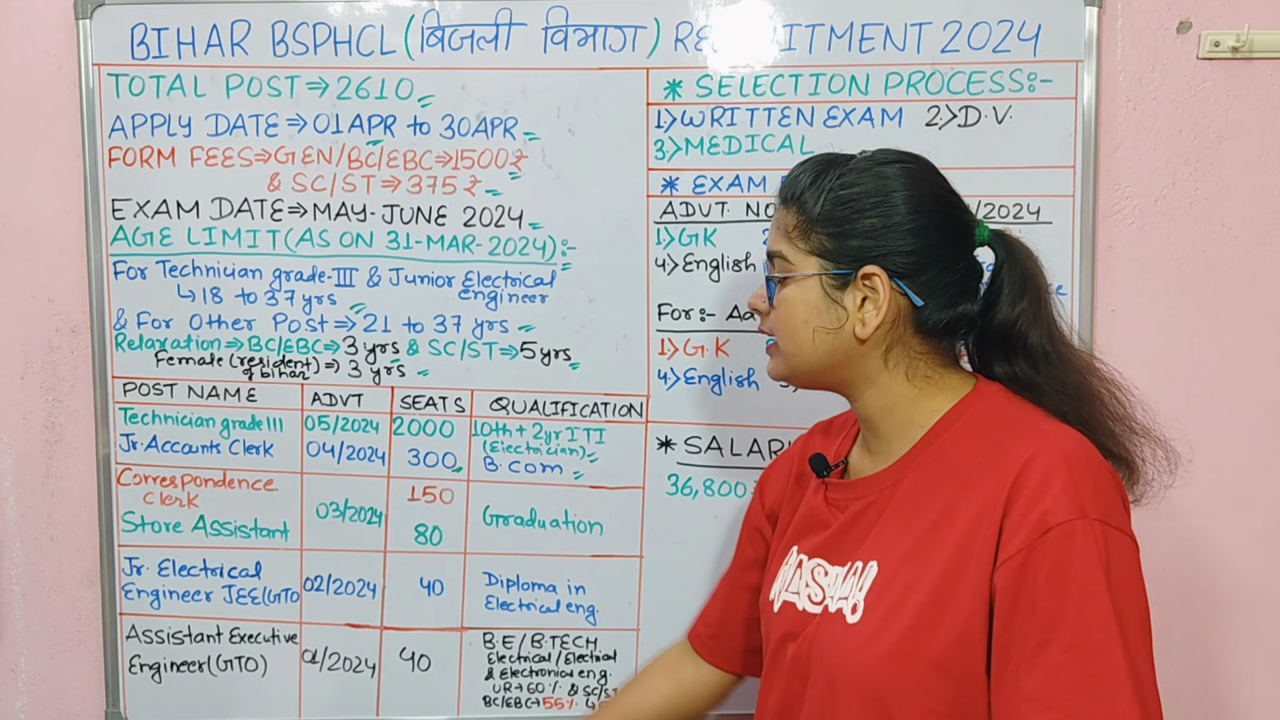 BIHAR BSPHCL (बिजली विभाग) RE ITMENT 2024
TOTAL POST ⇒ 2610
APPLY DATE ⇒ 01 APR to 30 APR
FORM FEES ⇒ GEN/BC/EBC ⇒ 1500₹
& SC/ST ⇒ 375₹
EXAM DATE ⇒ MAY-JUNE 2024
AGE LIMIT (AS ON 31-MAR-2024) :-
For Technician grade-III & Junior Electrical
engineer
↳ 18 to 37 yrs
& For Other Post ⇒ 21 to 37 yrs
Relaxation ⇒ BC/EBC ⇒ 3 yrs & SC/ST ⇒ 5 yrs
Female (resident of bihar) ⇒ 3 yrs
POST NAME ADVT SEATS QUALIFICATION
Technician grade III 05/2024 2000 10th + 2yr ITI
(Electrician)
Jr. Accounts Clerk 04/2024 300 B.com
Correspondence
Clerk 150
03/2024 Graduation
Store Assistant 80
Jr. Electrical
Engineer JEE(GTO 02/2024 40 Diploma in
Electrical eng.
Assistant Executive
Engineer(GTO) 01/2024 40 B.E/B.TECH
Electrical/Electrical
& Electronics eng.
UR→60% & SC/ST
BC/EBC→55%
* SELECTION PROCESS:-
1.> WRITTEN EXAM 2.> D.V.
3.> MEDICAL
* EXAM
ADVT. NO /2024
1.> GK
4.> English
For:-
1.> G.K
4.> English
* SALAR
36,800